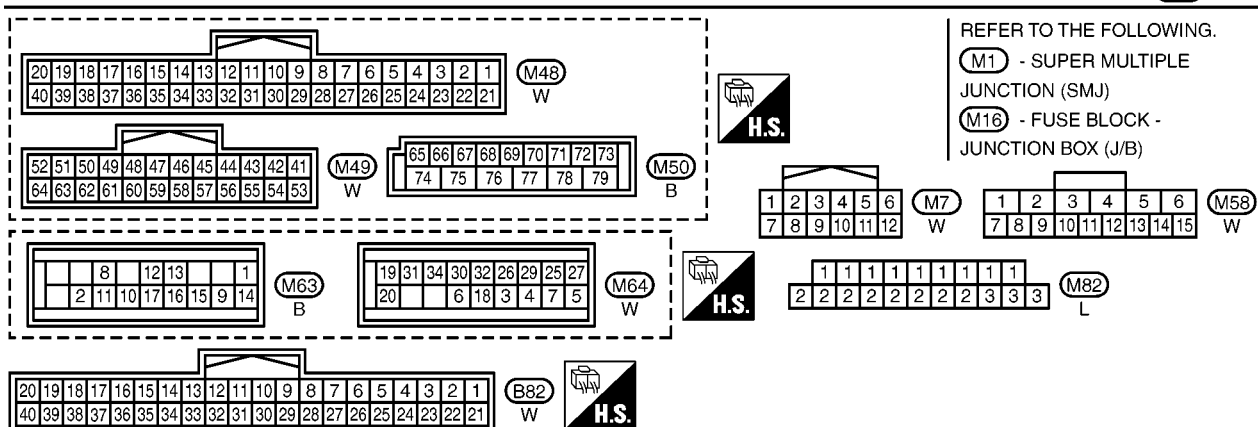 REFER TO THE FOLLOWING.
M1 - SUPER MULTIPLE
JUNCTION (SMJ)
M16 - FUSE BLOCK -
JUNCTION BOX (J/B)
20 19 18 17 16 15 14 13 12 11 10 9 8 7 6 5 4 3 2 1
40 39 38 37 36 35 34 33 32 31 30 29 28 27 26 25 24 23 22 21
M48
W
H.S.
52 51 50 49 48 47 46 45 44 43 42 41
64 63 62 61 60 59 58 57 56 55 54 53
M49
W
65 66 67 68 69 70 71 72 73
74 75 76 77 78 79
M50
B
1 2 3 4 5 6
7 8 9 10 11 12
M7
W
1 2 3 4 5 6
7 8 9 10 11 12 13 14 15
M58
W
8 12 13 1
2 11 10 17 16 15 9 14
M63
B
19 31 34 30 32 26 29 25 27
20 6 18 3 4 7 5
M64
W
H.S.
1 1 1 1 1 1 1 1 1
2 2 2 2 2 2 2 2 3 3 3
M82
L
20 19 18 17 16 15 14 13 12 11 10 9 8 7 6 5 4 3 2 1
40 39 38 37 36 35 34 33 32 31 30 29 28 27 26 25 24 23 22 21
B82
W
H.S.